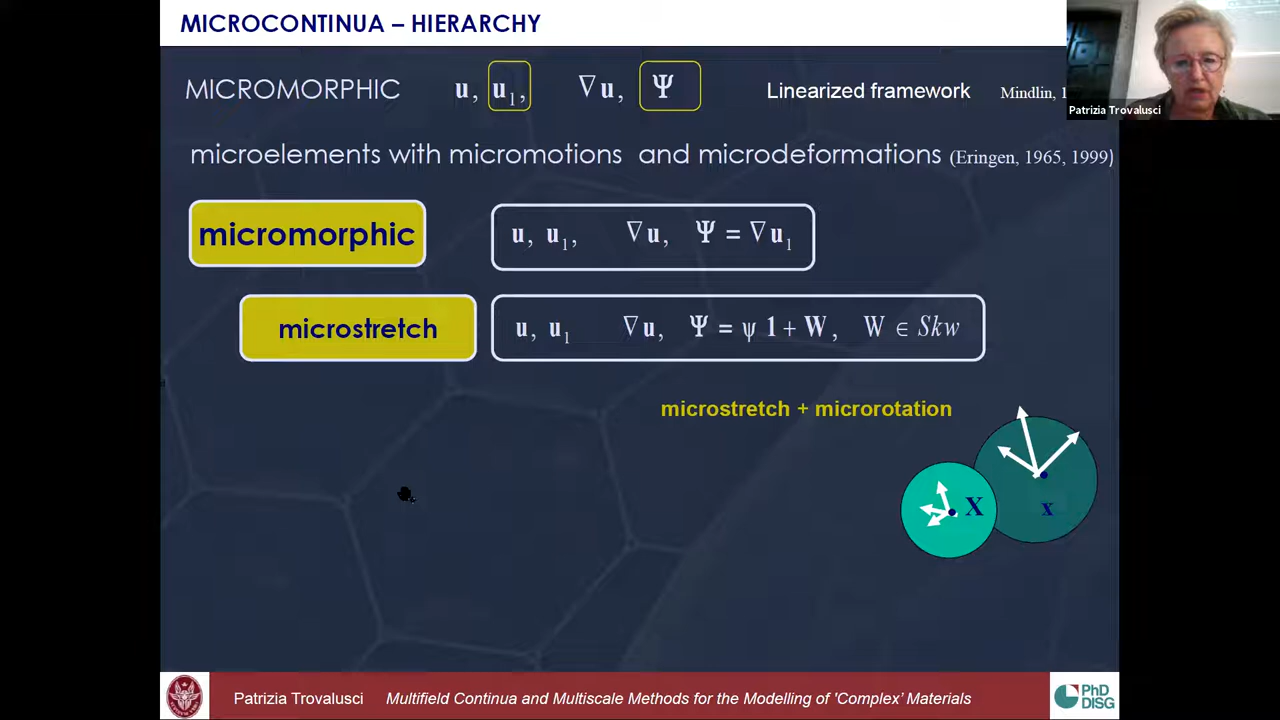 MICROCONTINUA – HIERARCHY
MICROMORPHIC u, u₁, ∇u, Ψ Linearized framework Mindlin, 1
Patrizia Trovalusci
microelements with micromotions and microdeformations (Eringen, 1965, 1999)
micromorphic u, u₁, ∇u, Ψ = ∇u₁
microstretch u, u₁ ∇u, Ψ = ψ 1 + W, W ∈ Skw
microstretch + microrotation
X x
Patrizia Trovalusci Multifield Continua and Multiscale Methods for the Modelling of 'Complex' Materials
PhD
DISG